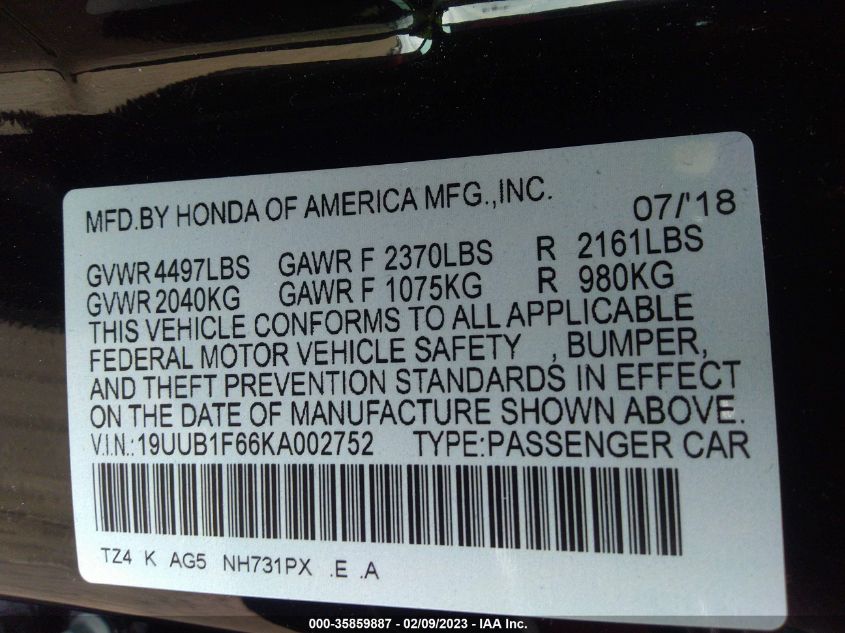 MFD.BY HONDA OF AMERICA MFG.,INC. 07/'18
GVWR 4497LBS GAWR F 2370LBS R 2161LBS
GVWR 2040KG GAWR F 1075KG R 980KG
THIS VEHICLE CONFORMS TO ALL APPLICABLE
FEDERAL MOTOR VEHICLE SAFETY , BUMPER,
AND THEFT PREVENTION STANDARDS IN EFFECT
ON THE DATE OF MANUFACTURE SHOWN ABOVE.
V.I.N.:19UUB1F66KA002752 TYPE:PASSENGER CAR
TZ4 K AG5 NH731PX .E .A
000-35859887 - 02/09/2023 - IAA Inc.